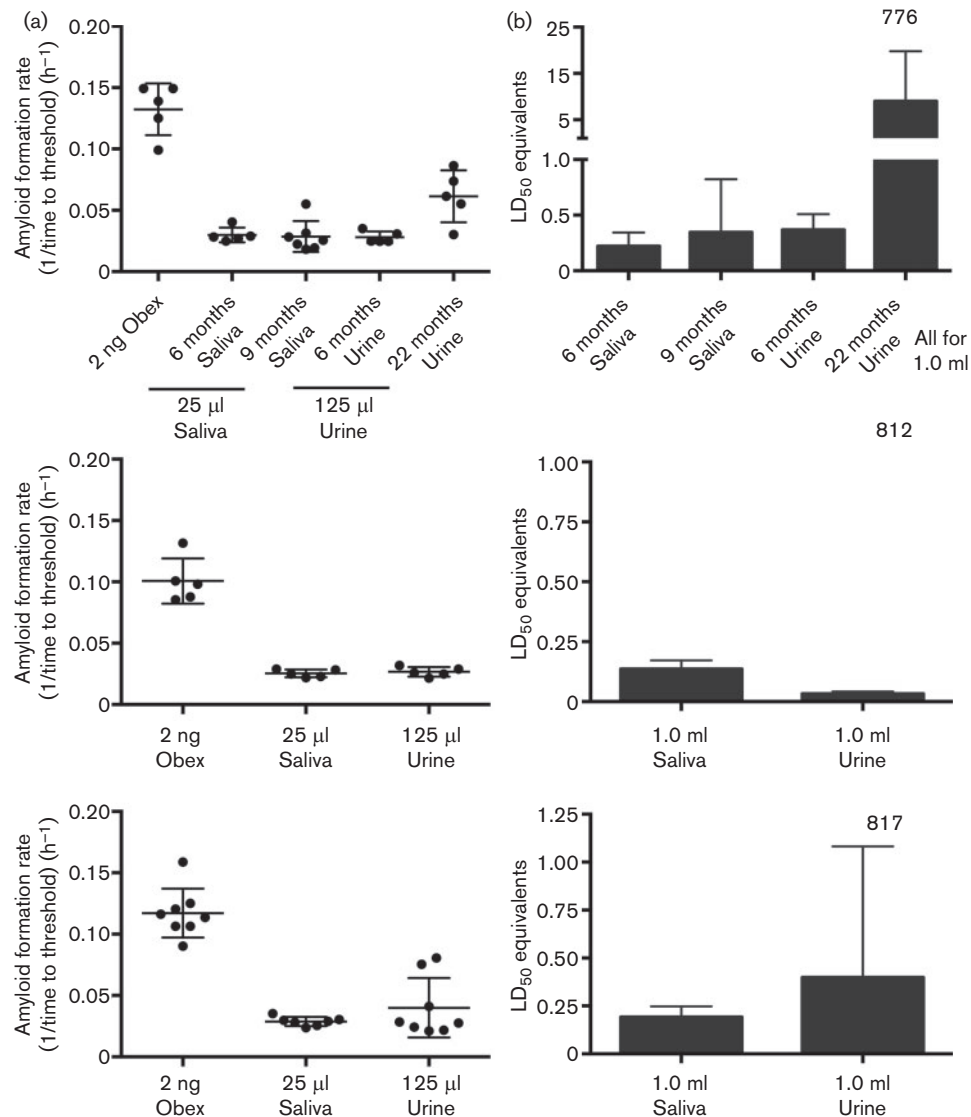 (a)
Amyloid formation rate
(1/time to threshold) (h⁻¹)
0.20
0.15
0.10
0.05
0
2 ng Obex
6 months
Saliva
9 months
Saliva
6 months
Urine
22 months
Urine
25 µl
Saliva
125 µl
Urine
(b)
776
LD₅₀ equivalents
25
15
5
1.0
0.5
0
6 months
Saliva
9 months
Saliva
6 months
Urine
22 months
Urine
All for
1.0 ml
Amyloid formation rate
(1/time to threshold) (h⁻¹)
0.20
0.15
0.10
0.05
0
2 ng
Obex
25 µl
Saliva
125 µl
Urine
812
LD₅₀ equivalents
1.00
0.75
0.50
0.25
0
1.0 ml
Saliva
1.0 ml
Urine
Amyloid formation rate
(1/time to threshold) (h⁻¹)
0.20
0.15
0.10
0.05
0
2 ng
Obex
25 µl
Saliva
125 µl
Urine
817
LD₅₀ equivalents
1.25
1.00
0.75
0.50
0.25
0
1.0 ml
Saliva
1.0 ml
Urine